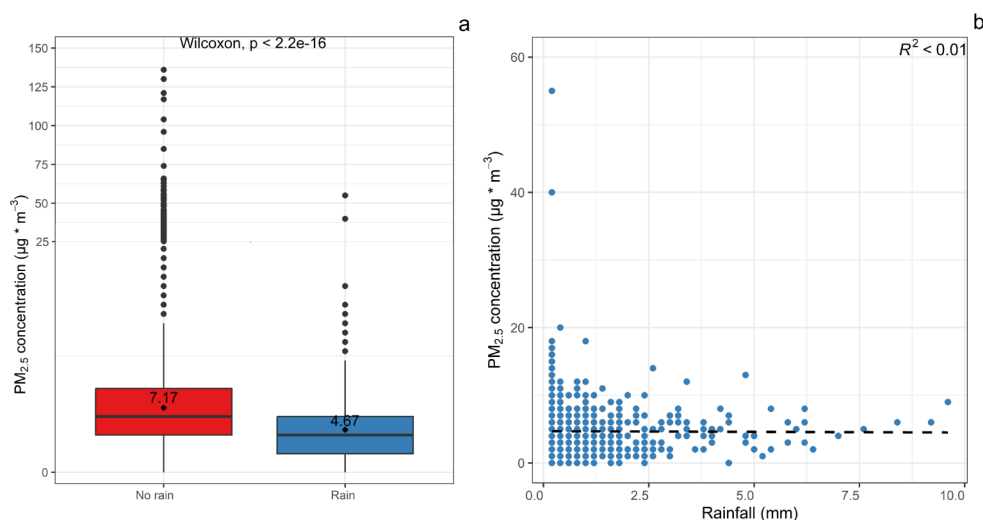 a
Wilcoxon, p < 2.2e-16
150
125
100
75
50
25
0
PM2.5 concentration (µg * m−3)
7.17
4.67
No rain
Rain
b
R2 < 0.01
60
40
20
0
PM2.5 concentration (µg * m−3)
0.0
2.5
5.0
7.5
10.0
Rainfall (mm)